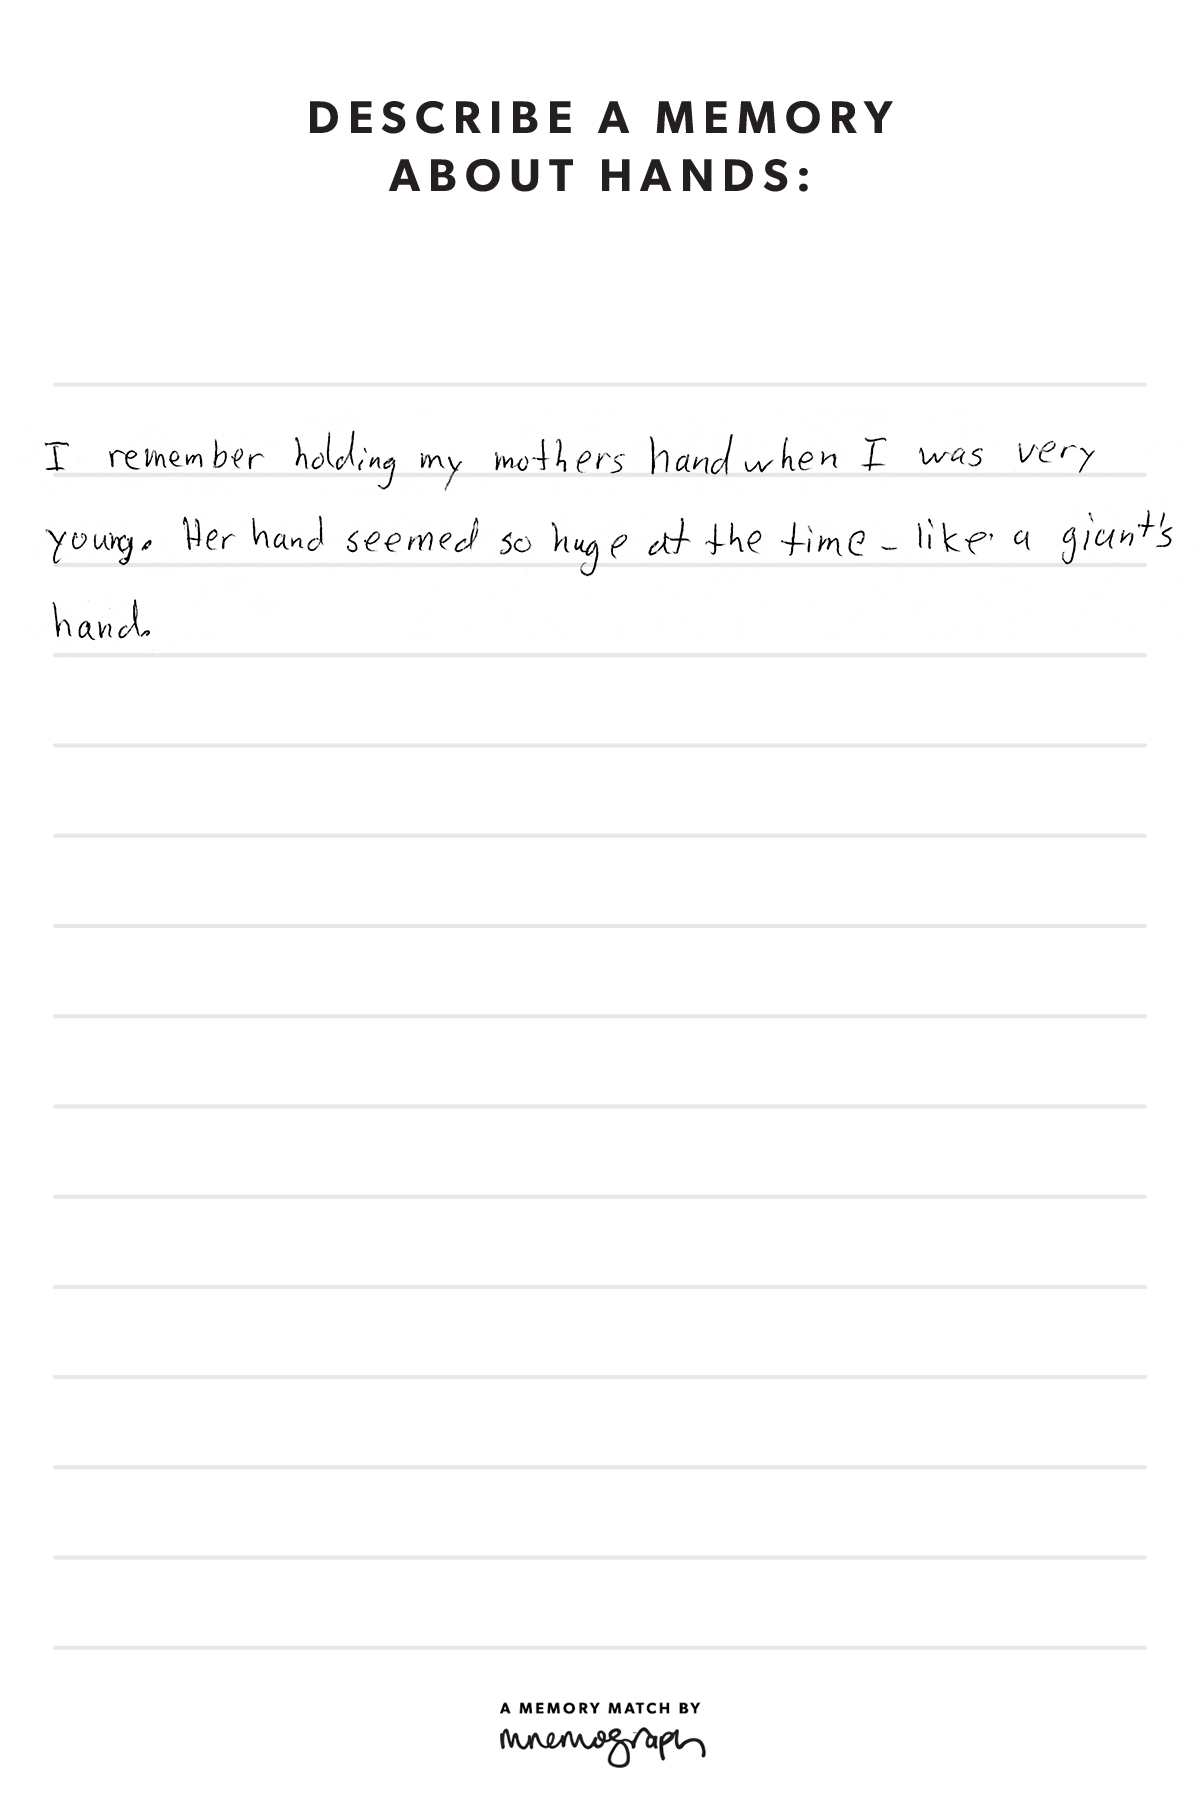 DESCRIBE A MEMORY
ABOUT HANDS:
I remember holding my mothers hand when I was very
young. Her hand seemed so huge at the time - like a giant's
hand.
A MEMORY MATCH BY
mnemograph